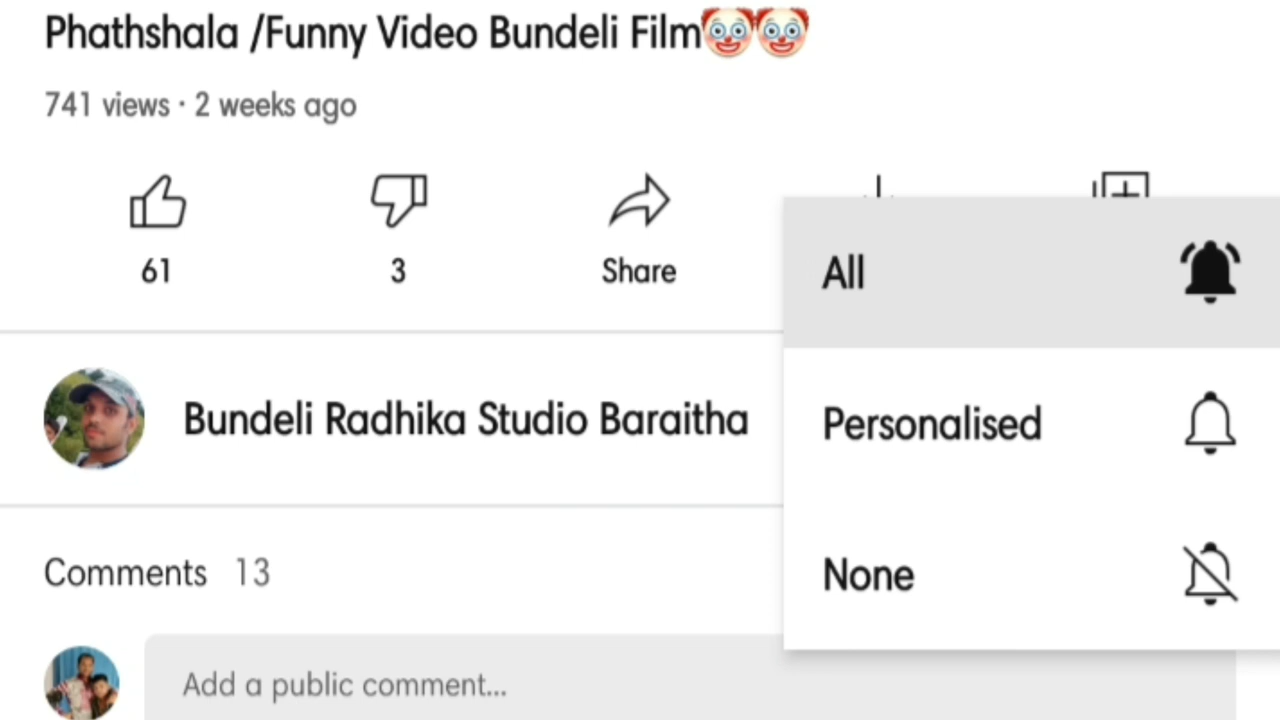 Phathshala /Funny Video Bundeli Film🤡🤡
741 views · 2 weeks ago
61
3
Share
All
Bundeli Radhika Studio Baraitha
Personalised
Comments 13
None
Add a public comment...